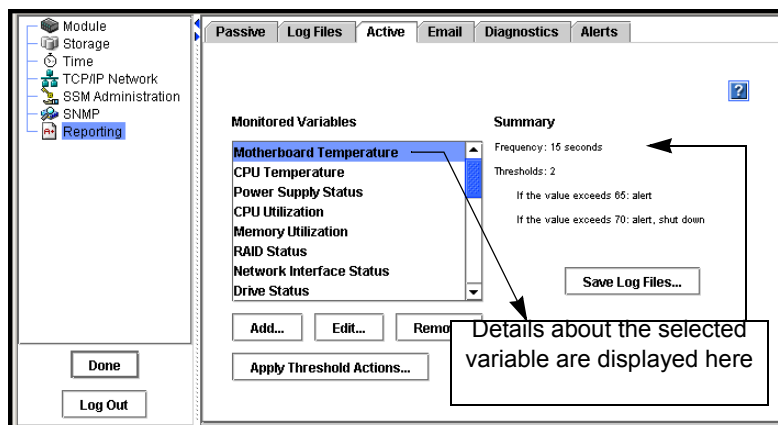 Module
Storage
Time
TCP/IP Network
SSM Administration
SNMP
Reporting
Done
Log Out
Passive
Log Files
Active
Email
Diagnostics
Alerts
?
Monitored Variables
Motherboard Temperature
CPU Temperature
Power Supply Status
CPU Utilization
Memory Utilization
RAID Status
Network Interface Status
Drive Status
Add...
Edit...
Apply Threshold Actions...
Summary
Frequency: 15 seconds
Thresholds: 2
If the value exceeds 65: alert
If the value exceeds 70: alert, shut down
Save Log Files...
Details about the selected
variable are displayed here